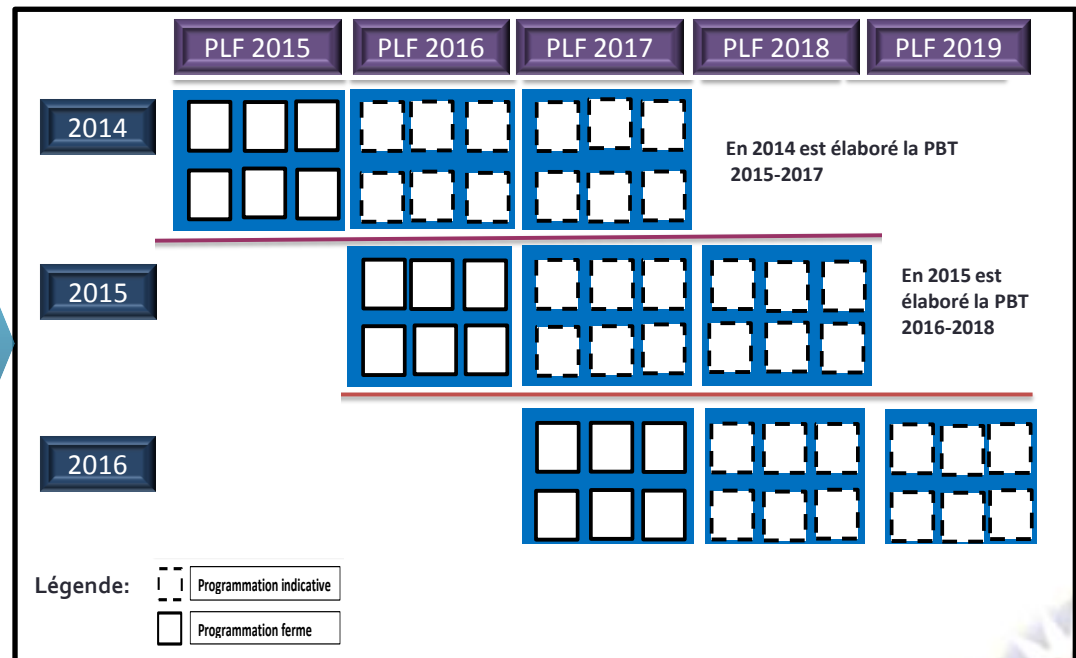 PLF 2015 PLF 2016 PLF 2017 PLF 2018 PLF 2019
2014
En 2014 est élaboré la PBT
2015-2017
2015
En 2015 est
élaboré la PBT
2016-2018
2016
Légende:
Programmation indicative
Programmation ferme